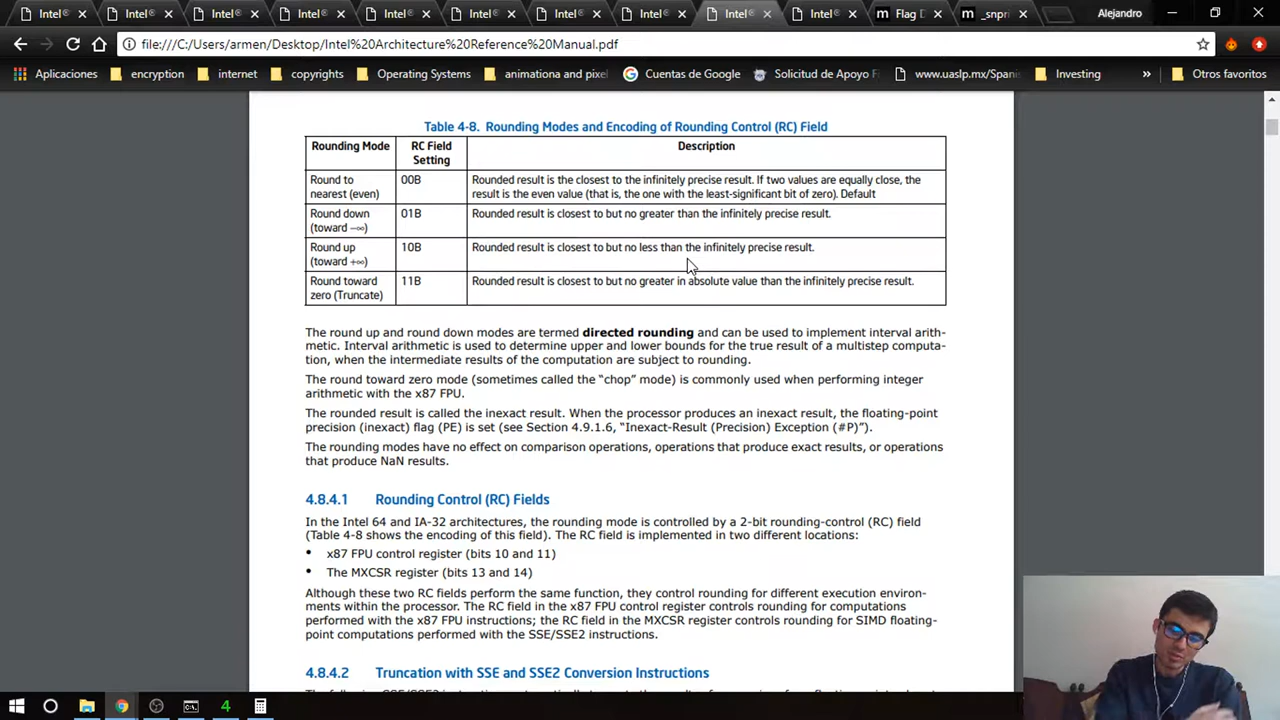 Intel®
Intel®
Intel®
Intel®
Intel®
Intel®
Intel®
Intel®
Intel®
Intel®
Flag D
_snpri
Alejandro
file:///C:/Users/armen/Desktop/Intel%20Architecture%20Reference%20Manual.pdf
Aplicaciones
encryption
internet
copyrights
Operating Systems
animationa and pixel
Cuentas de Google
Solicitud de Apoyo Fi
www.uaslp.mx/Spani
Investing
»
Otros favoritos
Table 4-8. Rounding Modes and Encoding of Rounding Control (RC) Field
Rounding Mode
RC Field
Setting
Description
Round to
nearest (even)
00B
Rounded result is the closest to the infinitely precise result. If two values are equally close, the
result is the even value (that is, the one with the least-significant bit of zero). Default
Round down
(toward −∞)
01B
Rounded result is closest to but no greater than the infinitely precise result.
Round up
(toward +∞)
10B
Rounded result is closest to but no less than the infinitely precise result.
Round toward
zero (Truncate)
11B
Rounded result is closest to but no greater in absolute value than the infinitely precise result.
The round up and round down modes are termed directed rounding and can be used to implement interval arith-
metic. Interval arithmetic is used to determine upper and lower bounds for the true result of a multistep computa-
tion, when the intermediate results of the computation are subject to rounding.
The round toward zero mode (sometimes called the “chop” mode) is commonly used when performing integer
arithmetic with the x87 FPU.
The rounded result is called the inexact result. When the processor produces an inexact result, the floating-point
precision (inexact) flag (PE) is set (see Section 4.9.1.6, “Inexact-Result (Precision) Exception (#P)”).
The rounding modes have no effect on comparison operations, operations that produce exact results, or operations
that produce NaN results.
4.8.4.1 Rounding Control (RC) Fields
In the Intel 64 and IA-32 architectures, the rounding mode is controlled by a 2-bit rounding-control (RC) field
(Table 4-8 shows the encoding of this field). The RC field is implemented in two different locations:
• x87 FPU control register (bits 10 and 11)
• The MXCSR register (bits 13 and 14)
Although these two RC fields perform the same function, they control rounding for different execution environ-
ments within the processor. The RC field in the x87 FPU control register controls rounding for computations
performed with the x87 FPU instructions; the RC field in the MXCSR register controls rounding for SIMD floating-
point computations performed with the SSE/SSE2 instructions.
4.8.4.2 Truncation with SSE and SSE2 Conversion Instructions